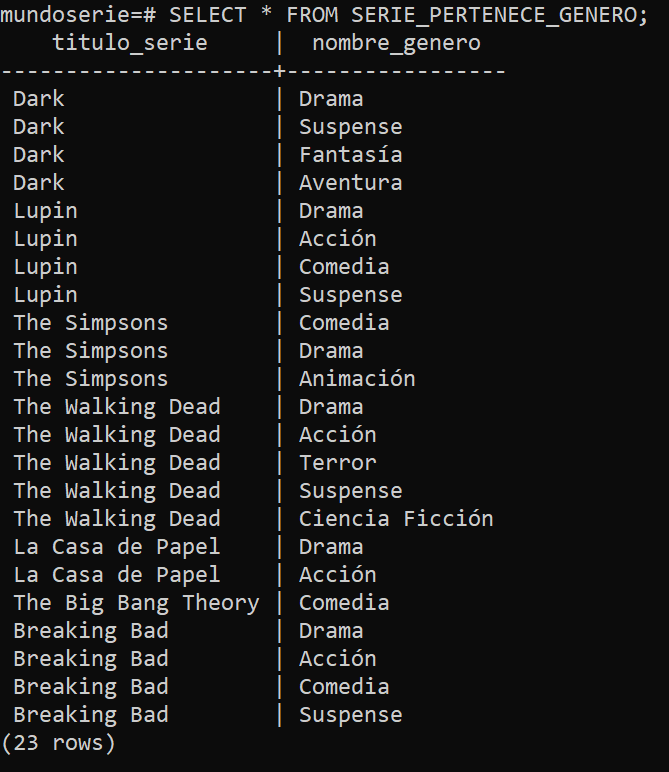 mundoserie=# SELECT * FROM SERIE_PERTENECE_GENERO;
    titulo_serie     |  nombre_genero
---------------------+-----------------
 Dark                | Drama
 Dark                | Suspense
 Dark                | Fantasía
 Dark                | Aventura
 Lupin               | Drama
 Lupin               | Acción
 Lupin               | Comedia
 Lupin               | Suspense
 The Simpsons        | Comedia
 The Simpsons        | Drama
 The Simpsons        | Animación
 The Walking Dead    | Drama
 The Walking Dead    | Acción
 The Walking Dead    | Terror
 The Walking Dead    | Suspense
 The Walking Dead    | Ciencia Ficción
 La Casa de Papel    | Drama
 La Casa de Papel    | Acción
 The Big Bang Theory | Comedia
 Breaking Bad        | Drama
 Breaking Bad        | Acción
 Breaking Bad        | Comedia
 Breaking Bad        | Suspense
(23 rows)